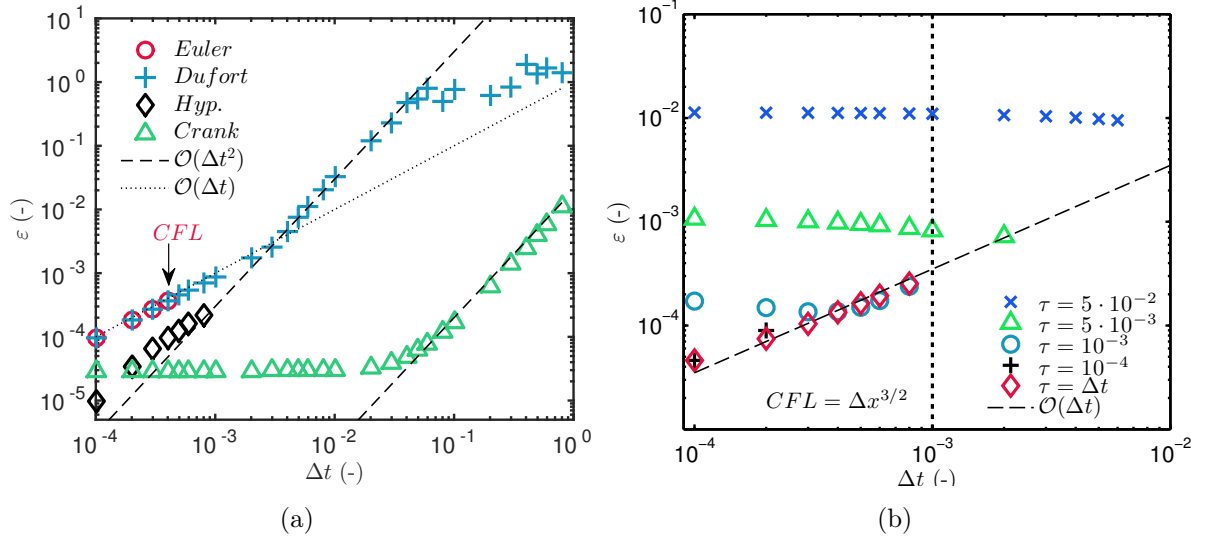 10^2
10^1
10^0
10^-1
10^-2
10^-3
10^-4
10^-5
ε (-)
Euler
Dufort
Hyp.
Crank
O(Δt^2)
O(Δt)
CFL
10^-4
10^-3
10^-2
10^-1
10^0
Δt (-)
(a)
10^-1
10^-2
10^-3
10^-4
ε (-)
τ = 5 · 10^-2
τ = 5 · 10^-3
τ = 10^-3
τ = 10^-4
τ = Δt
O(Δt)
CFL = Δx^3/2
10^-4
10^-3
10^-2
Δt (-)
(b)